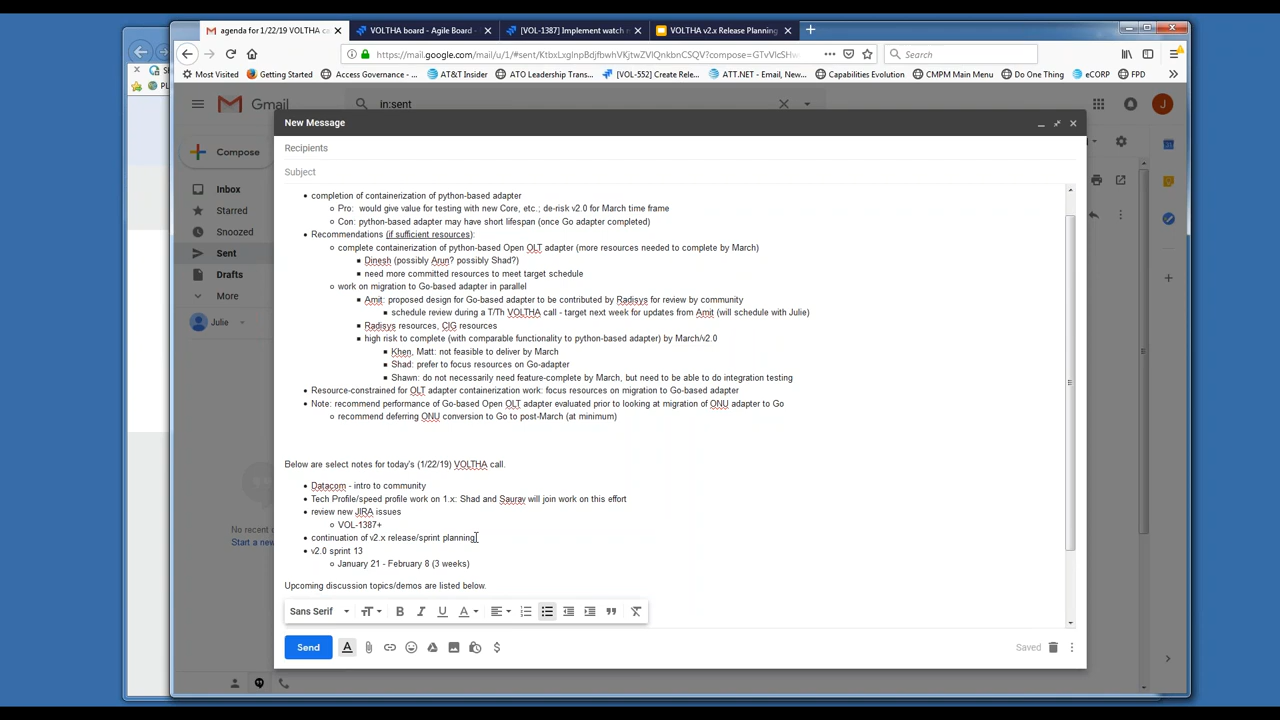 agenda for 1/22/19 VOLTHA ca
VOLTHA board - Agile Board -
[VOL-1387] Implement watch
VOLTHA v2.x Release Planning
Search
Most Visited
Getting Started
Access Governance -...
AT&T Insider
ATO Leadership Trans...
[VOL-552] Create Rele...
ATT.NET - Email, New...
Capabilities Evolution
CMPM Main Menu
Do One Thing
eCORP
FPD
Gmail
in:sent
Compose
Inbox
Starred
Snoozed
Sent
Drafts
More
Julie
No recent
Start a new
New Message
Recipients
Subject
completion of containerization of python-based adapter
Pro: would give value for testing with new Core, etc.; de-risk v2.0 for March time frame
Con: python-based adapter may have short lifespan (once Go adapter completed)
Recommendations (if sufficient resources):
complete containerization of python-based Open OLT adapter (more resources needed to complete by March)
Dinesh (possibly Arun? possibly Shad?)
need more committed resources to meet target schedule
work on migration to Go-based adapter in parallel
Amit: proposed design for Go-based adapter to be contributed by Radisys for review by community
schedule review during a T/Th VOLTHA call - target next week for updates from Amit (will schedule with Julie)
Radisys resources, CIG resources
high risk to complete (with comparable functionality to python-based adapter) by March/v2.0
Khen, Matt: not feasible to deliver by March
Shad: prefer to focus resources on Go-adapter
Shawn: do not necessarily need feature-complete by March, but need to be able to do integration testing
Resource-constrained for OLT adapter containerization work: focus resources on migration to Go-based adapter
Note: recommend performance of Go-based Open OLT adapter evaluated prior to looking at migration of ONU adapter to Go
recommend deferring ONU conversion to Go to post-March (at minimum)
Below are select notes for today's (1/22/19) VOLTHA call.
Datacom - intro to community
Tech Profile/speed profile work on 1.x: Shad and Saurav will join work on this effort
review new JIRA issues
VOL-1387+
continuation of v2.x release/sprint planning
v2.0 sprint 13
January 21 - February 8 (3 weeks)
Upcoming discussion topics/demos are listed below.
Sans Serif
Send
Saved